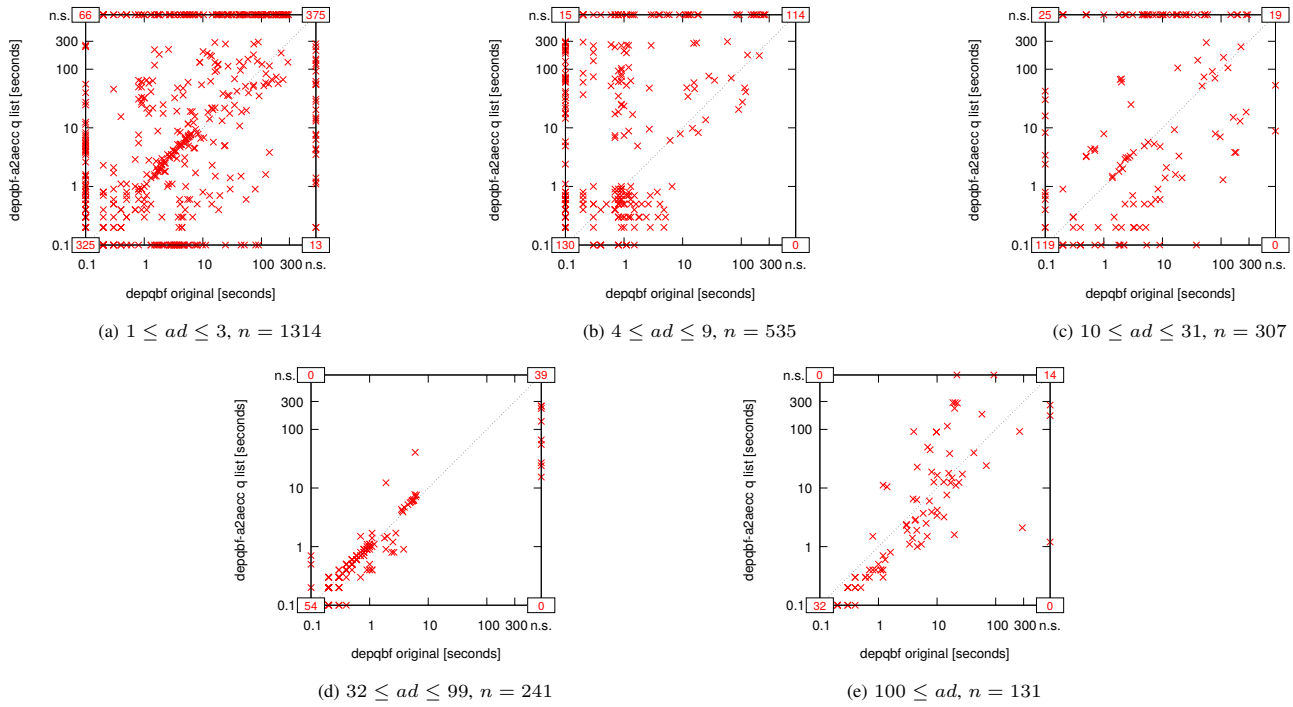 66 375 15 114 25 19
n.s. n.s. n.s.
300 300 300
100 100 100
10 10 10
1 1 1
0.1 325 13 0.1 130 0 0.1 119 0
depqbf-a2aecc q list [seconds] depqbf-a2aecc q list [seconds] depqbf-a2aecc q list [seconds]
0.1 1 10 100 300 n.s. 0.1 1 10 100 300 n.s. 0.1 1 10 100 300 n.s.
depqbf original [seconds] depqbf original [seconds] depqbf original [seconds]
(a) 1 ≤ ad ≤ 3, n = 1314 (b) 4 ≤ ad ≤ 9, n = 535 (c) 10 ≤ ad ≤ 31, n = 307
n.s. 0 39 n.s. 0 14
300 300
100 100
10 10
1 1
0.1 54 0 0.1 32 0
depqbf-a2aecc q list [seconds] depqbf-a2aecc q list [seconds]
0.1 1 10 100 300 n.s. 0.1 1 10 100 300 n.s.
depqbf original [seconds] depqbf original [seconds]
(d) 32 ≤ ad ≤ 99, n = 241 (e) 100 ≤ ad, n = 131